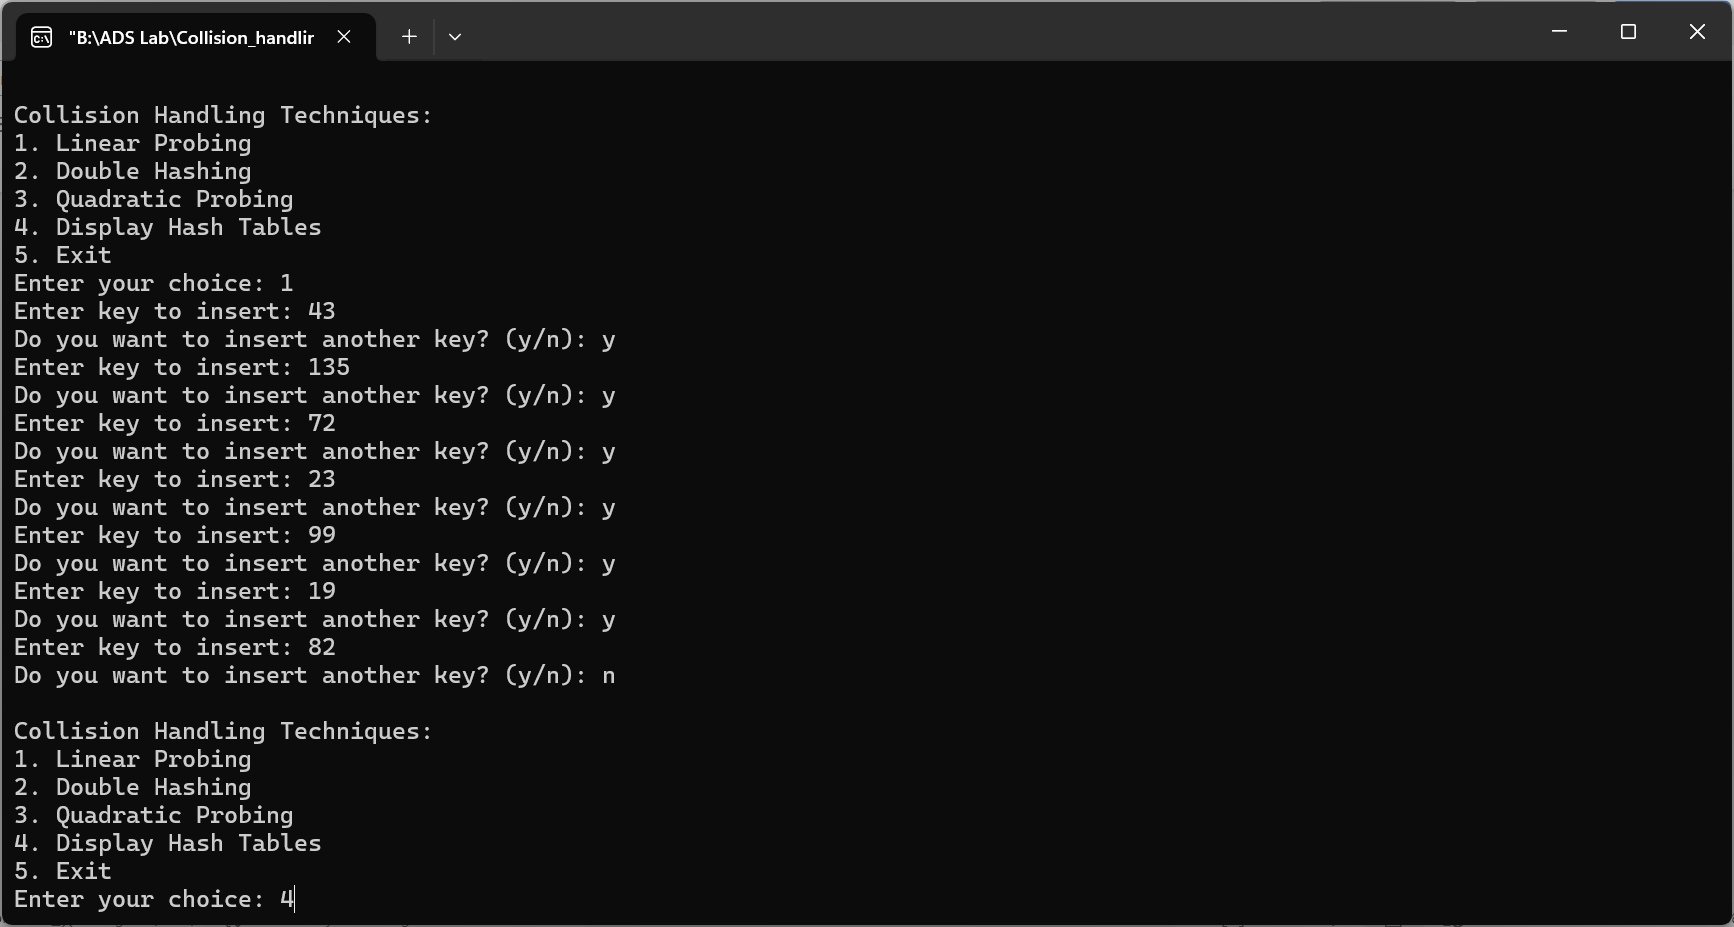 "B:\ADS Lab\Collision_handlir
Collision Handling Techniques:
1. Linear Probing
2. Double Hashing
3. Quadratic Probing
4. Display Hash Tables
5. Exit
Enter your choice: 1
Enter key to insert: 43
Do you want to insert another key? (y/n): y
Enter key to insert: 135
Do you want to insert another key? (y/n): y
Enter key to insert: 72
Do you want to insert another key? (y/n): y
Enter key to insert: 23
Do you want to insert another key? (y/n): y
Enter key to insert: 99
Do you want to insert another key? (y/n): y
Enter key to insert: 19
Do you want to insert another key? (y/n): y
Enter key to insert: 82
Do you want to insert another key? (y/n): n
Collision Handling Techniques:
1. Linear Probing
2. Double Hashing
3. Quadratic Probing
4. Display Hash Tables
5. Exit
Enter your choice: 4